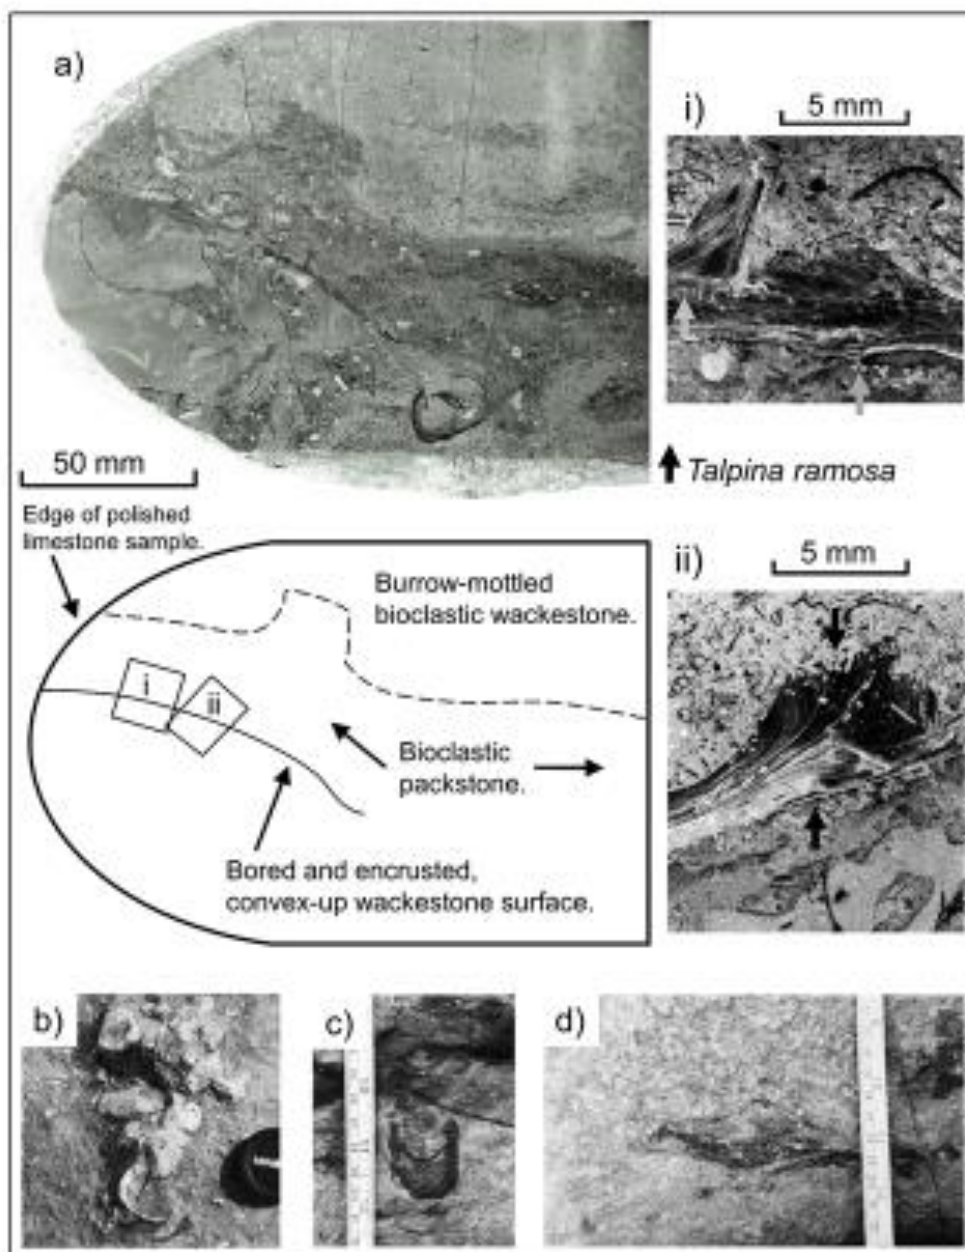 a)
i)
5 mm
50 mm
Talpina ramosa
Edge of polished
limestone sample.
ii)
5 mm
Burrow-mottled
bioclastic wackestone.
i
ii
Bioclastic
packstone.
Bored and encrusted,
convex-up wackestone surface.
b)
c)
d)